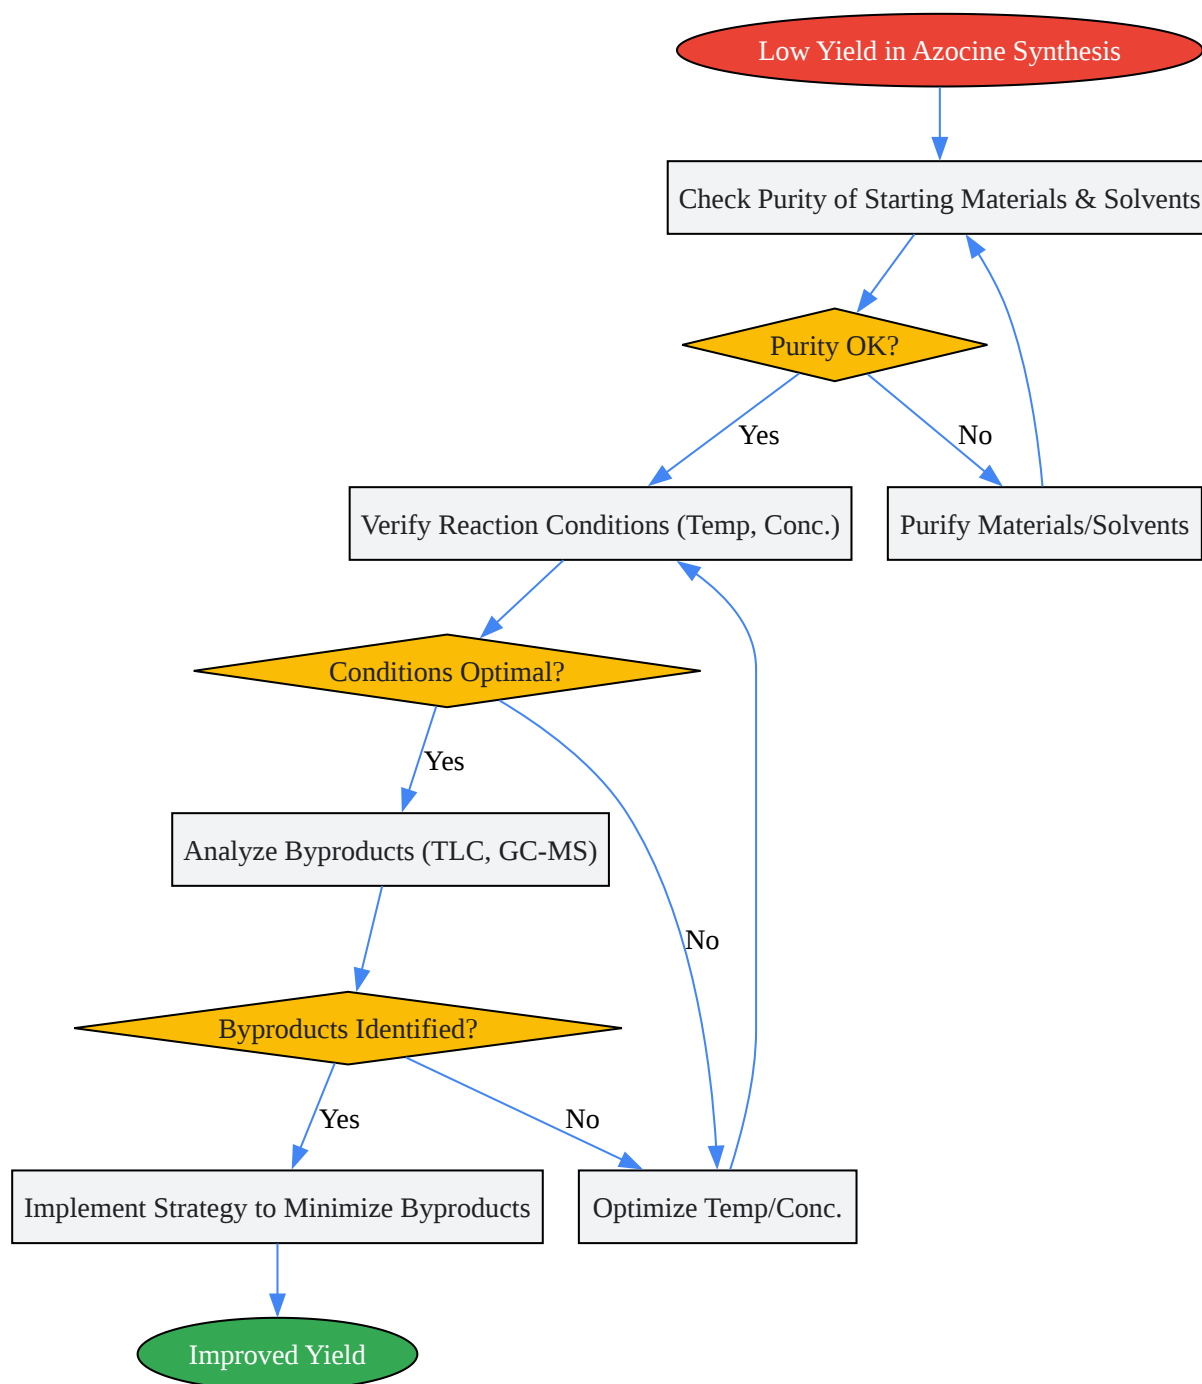 Low Yield in Azocine Synthesis
Check Purity of Starting Materials & Solvents
Purity OK?
Yes
No
Verify Reaction Conditions (Temp, Conc.)
Purify Materials/Solvents
Conditions Optimal?
Yes
Analyze Byproducts (TLC, GC-MS)
No
Byproducts Identified?
Yes
No
Implement Strategy to Minimize Byproducts
Optimize Temp/Conc.
Improved Yield